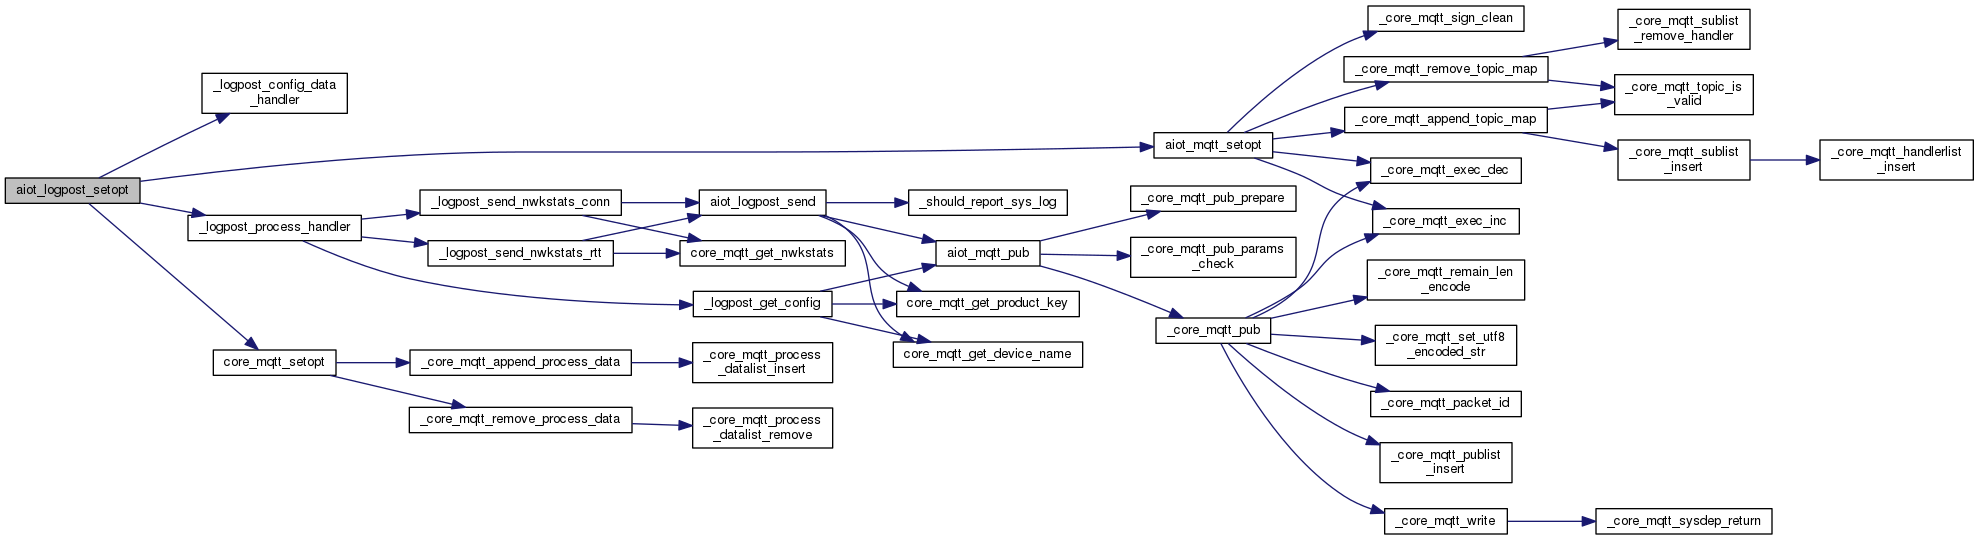 aiot_logpost_setopt
_logpost_config_data
_handler
_logpost_process_handler
core_mqtt_setopt
_logpost_send_nwkstats_conn
_logpost_send_nwkstats_rtt
_core_mqtt_append_process_data
_core_mqtt_remove_process_data
aiot_logpost_send
core_mqtt_get_nwkstats
_logpost_get_config
_core_mqtt_process
_datalist_insert
_core_mqtt_process
_datalist_remove
_should_report_sys_log
aiot_mqtt_pub
core_mqtt_get_product_key
core_mqtt_get_device_name
aiot_mqtt_setopt
_core_mqtt_pub_prepare
_core_mqtt_pub_params
_check
_core_mqtt_pub
_core_mqtt_sign_clean
_core_mqtt_remove_topic_map
_core_mqtt_append_topic_map
_core_mqtt_exec_dec
_core_mqtt_exec_inc
_core_mqtt_remain_len
_encode
_core_mqtt_set_utf8
_encoded_str
_core_mqtt_packet_id
_core_mqtt_publist
_insert
_core_mqtt_write
_core_mqtt_sublist
_remove_handler
_core_mqtt_topic_is
_valid
_core_mqtt_sublist
_insert
_core_mqtt_sysdep_return
_core_mqtt_handlerlist
_insert